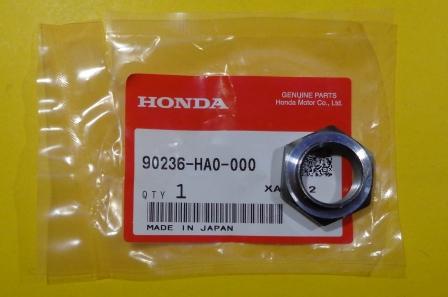 HONDA
GENUINE PARTS
Honda Motor Co., Ltd.
90236-HA0-000
QTY 1
MADE IN JAPAN